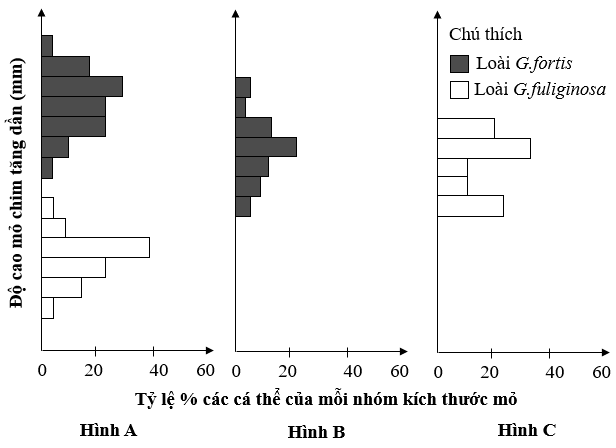 Chú thích
Loài G.fortis
Loài G.fuliginosa
Độ cao mỏ chim tăng dần (mm)
0 20 40 60
0 20 40 60
0 20 40 60
Tỷ lệ % các cá thể của mỗi nhóm kích thước mỏ
Hình A
Hình B
Hình C